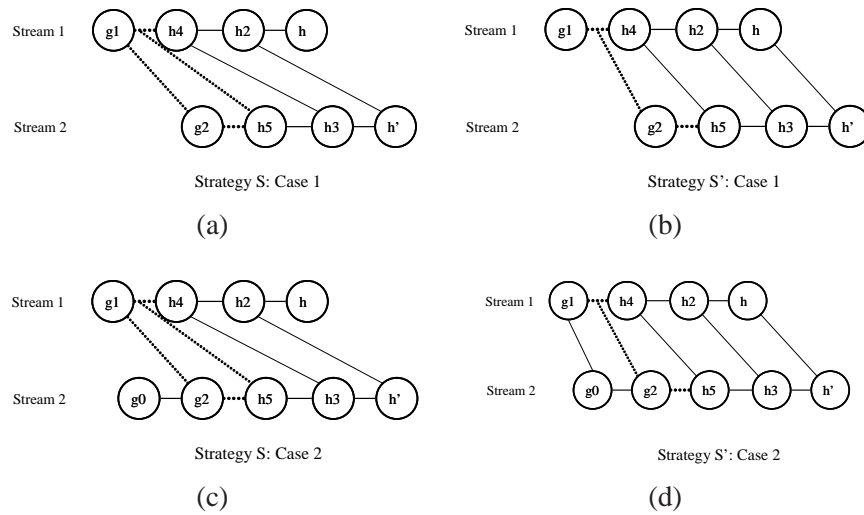 Stream 1 g1 h4 h2 h
Stream 2 g2 h5 h3 h'
Strategy S: Case 1
(a)
Stream 1 g1 h4 h2 h
Stream 2 g2 h5 h3 h'
Strategy S': Case 1
(b)
Stream 1 g1 h4 h2 h
Stream 2 g0 g2 h5 h3 h'
Strategy S: Case 2
(c)
Stream 1 g1 h4 h2 h
Stream 2 g0 g2 h5 h3 h'
Strategy S': Case 2
(d)